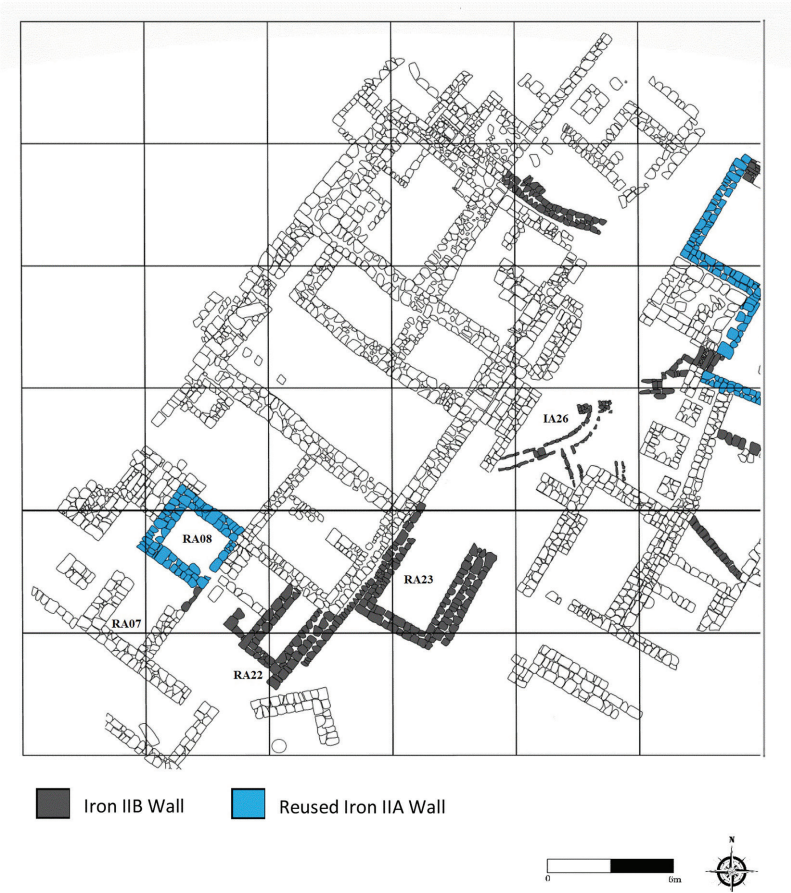 IA26
RA08
RA23
RA07
RA22
Iron IIB Wall
Reused Iron IIA Wall
N
0
6m